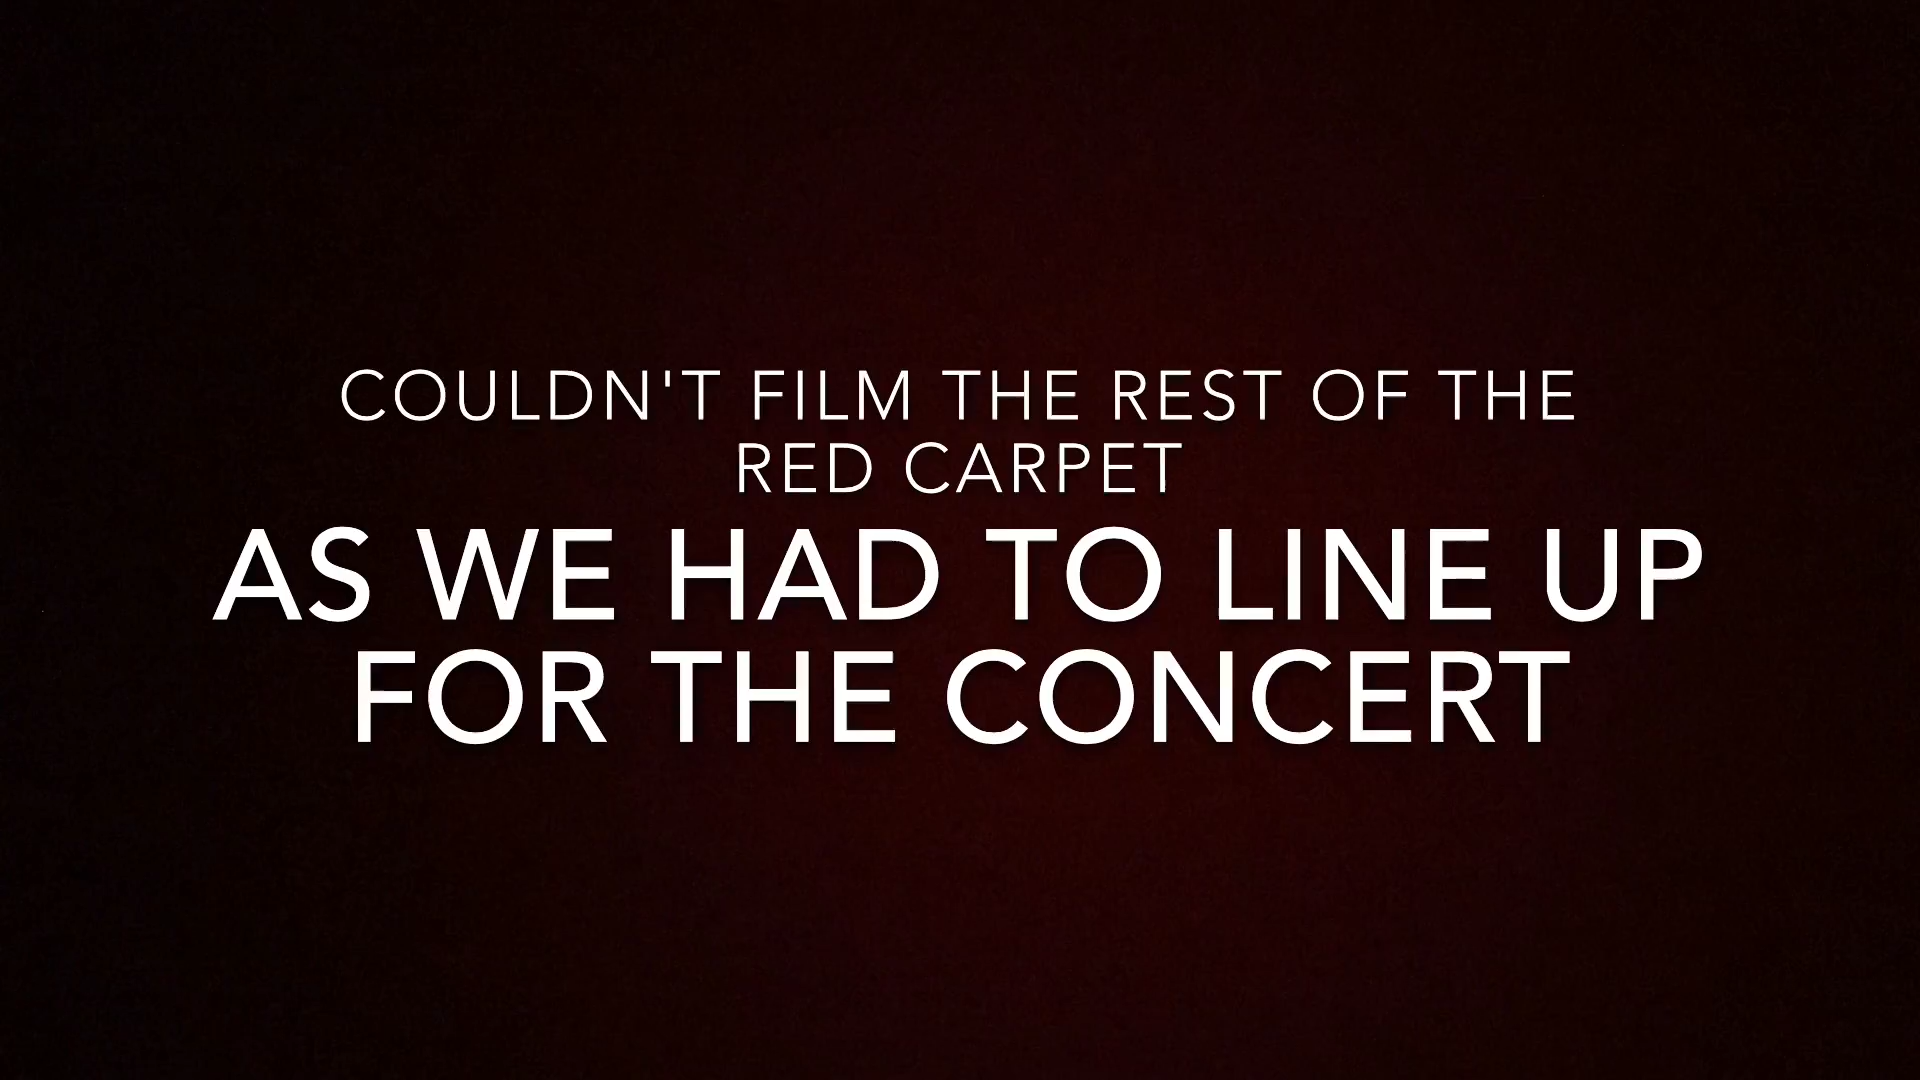 COULDN'T FILM THE REST OF THE
RED CARPET
AS WE HAD TO LINE UP
FOR THE CONCERT